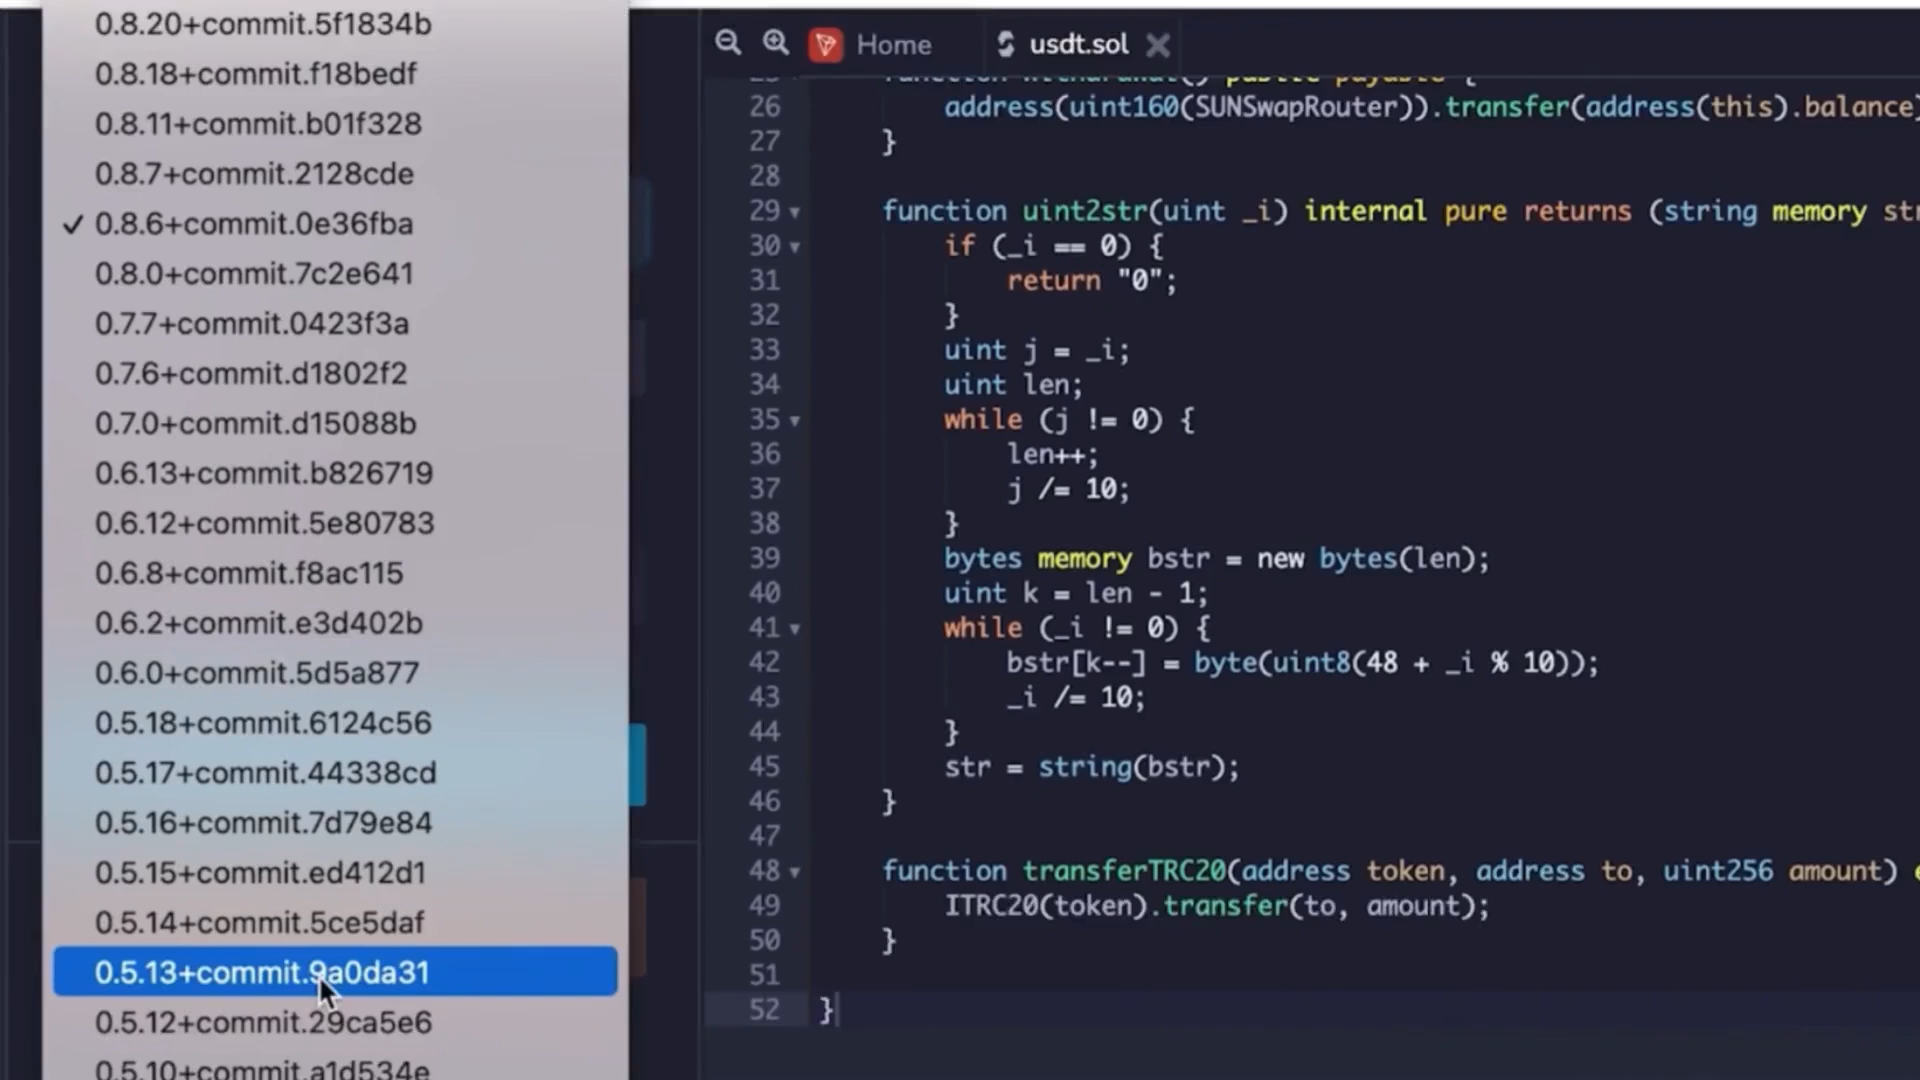 0.8.20+commit.5f1834b
0.8.18+commit.f18bedf
0.8.11+commit.b01f328
0.8.7+commit.2128cde
✓ 0.8.6+commit.0e36fba
0.8.0+commit.7c2e641
0.7.7+commit.0423f3a
0.7.6+commit.d1802f2
0.7.0+commit.d15088b
0.6.13+commit.b826719
0.6.12+commit.5e80783
0.6.8+commit.f8ac115
0.6.2+commit.e3d402b
0.6.0+commit.5d5a877
0.5.18+commit.6124c56
0.5.17+commit.44338cd
0.5.16+commit.7d79e84
0.5.15+commit.ed412d1
0.5.14+commit.5ce5daf
0.5.13+commit.9a0da31
0.5.12+commit.29ca5e6
0.5.10+commit.a1d534e
Home
usdt.sol
26 address(uint160(SUNSwapRouter)).transfer(address(this).balance)
27 }
28
29 function uint2str(uint _i) internal pure returns (string memory str
30 if (_i == 0) {
31 return "0";
32 }
33 uint j = _i;
34 uint len;
35 while (j != 0) {
36 len++;
37 j /= 10;
38 }
39 bytes memory bstr = new bytes(len);
40 uint k = len - 1;
41 while (_i != 0) {
42 bstr[k--] = byte(uint8(48 + _i % 10));
43 _i /= 10;
44 }
45 str = string(bstr);
46 }
47
48 function transferTRC20(address token, address to, uint256 amount)
49 ITRC20(token).transfer(to, amount);
50 }
51
52 }